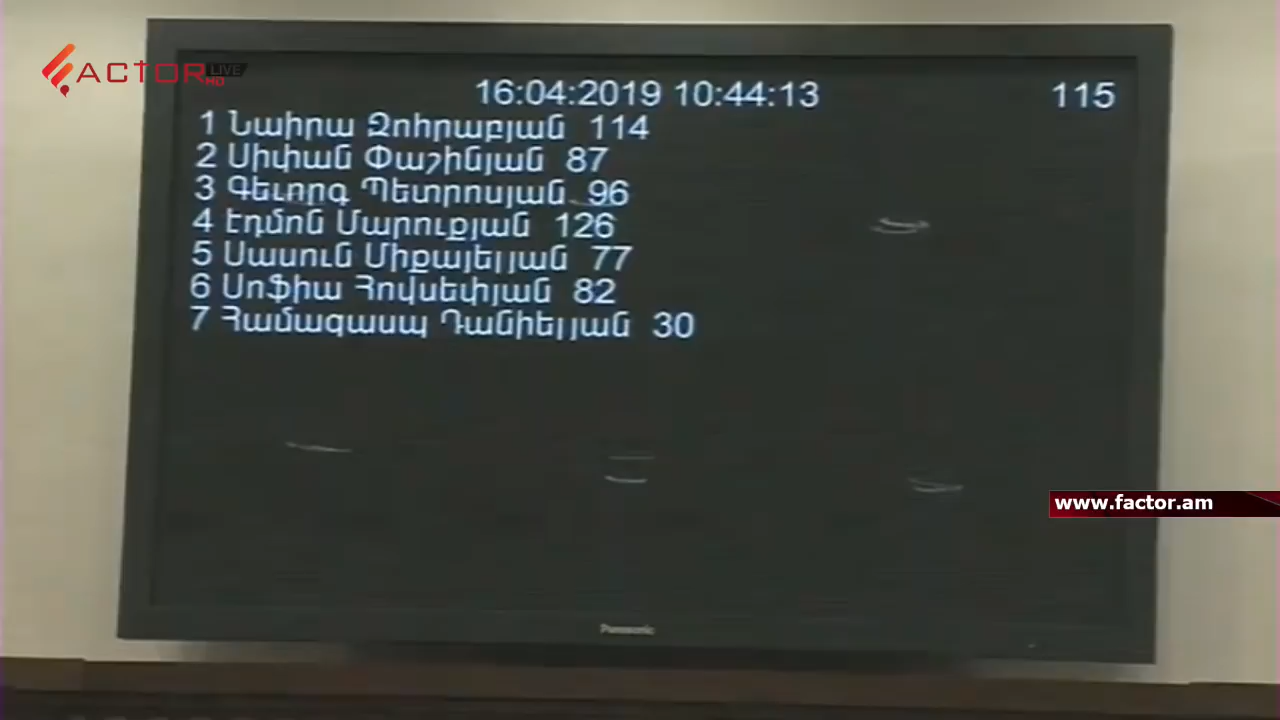 FACTOR LIVE HD
16:04:2019 10:44:13 115
1 Նաիրա Զոհրաբյան 114
2 Սիփան Փաշինյան 87
3 Գեւորգ Պետրոսյան 96
4 Էդմոն Մարուքյան 126
5 Սասուն Միքայելյան 77
6 Սոֆիա Հովսեփյան 82
7 Համազասպ Դանիելյան 30
www.factor.am
Panasonic